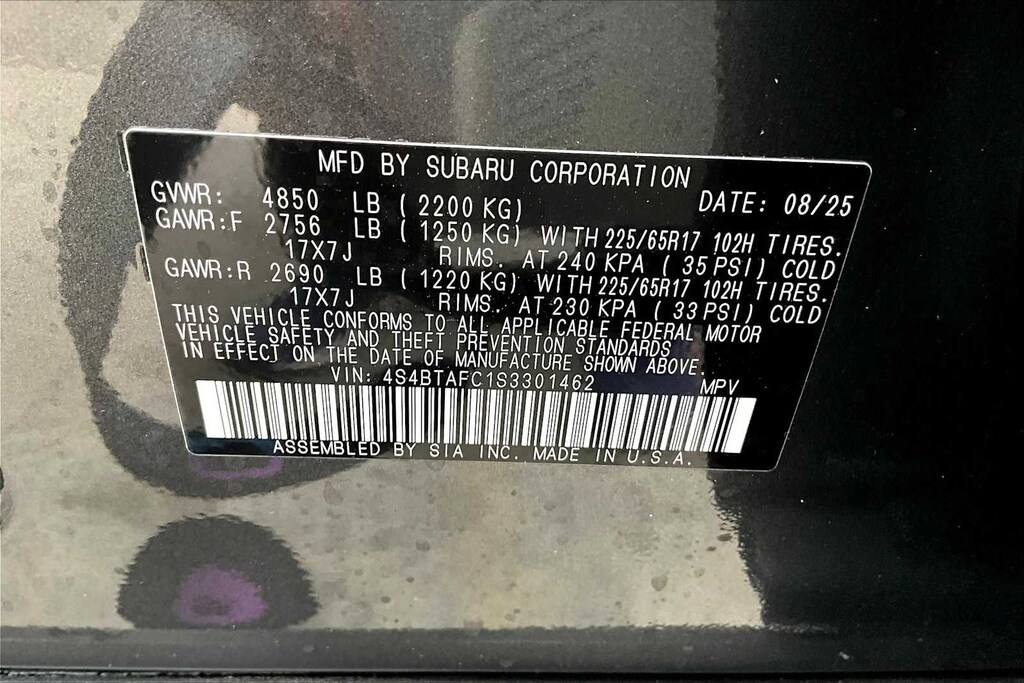 MFD BY SUBARU CORPORATION
GVWR: 4850 LB ( 2200 KG) DATE: 08/25
GAWR:F 2756 LB ( 1250 KG) WITH 225/65R17 102H TIRES.
17X7J RIMS. AT 240 KPA ( 35 PSI) COLD
GAWR:R 2690 LB ( 1220 KG) WITH 225/65R17 102H TIRES.
17X7J RIMS. AT 230 KPA ( 33 PSI) COLD
THIS VEHICLE CONFORMS TO ALL APPLICABLE FEDERAL MOTOR
VEHICLE SAFETY AND THEFT PREVENTION STANDARDS
IN EFFECT ON THE DATE OF MANUFACTURE SHOWN ABOVE.
VIN: 4S4BTAFC1S3301462 MPV
ASSEMBLED BY SIA INC. MADE IN U.S.A.